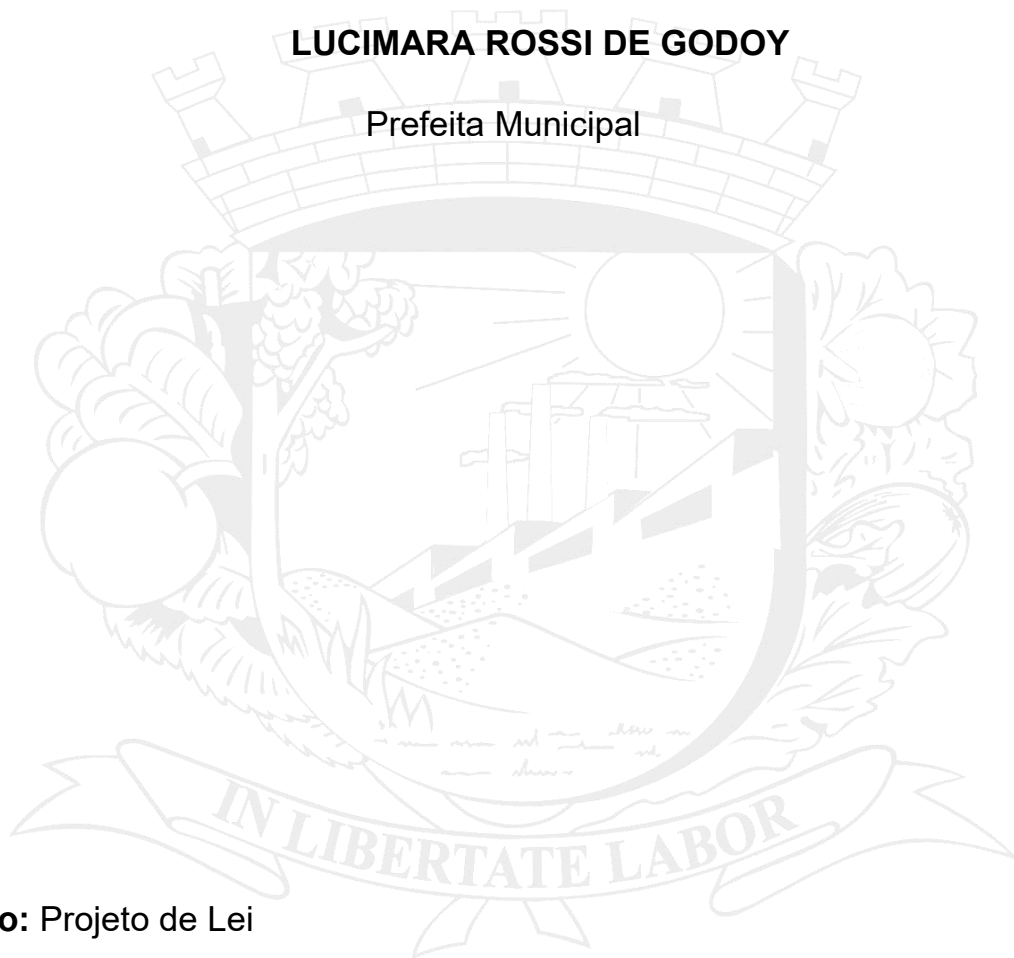 LUCIMARA ROSSI DE GODOY
Prefeita Municipal
IN LIBERTATE LABOR
o: Projeto de Lei